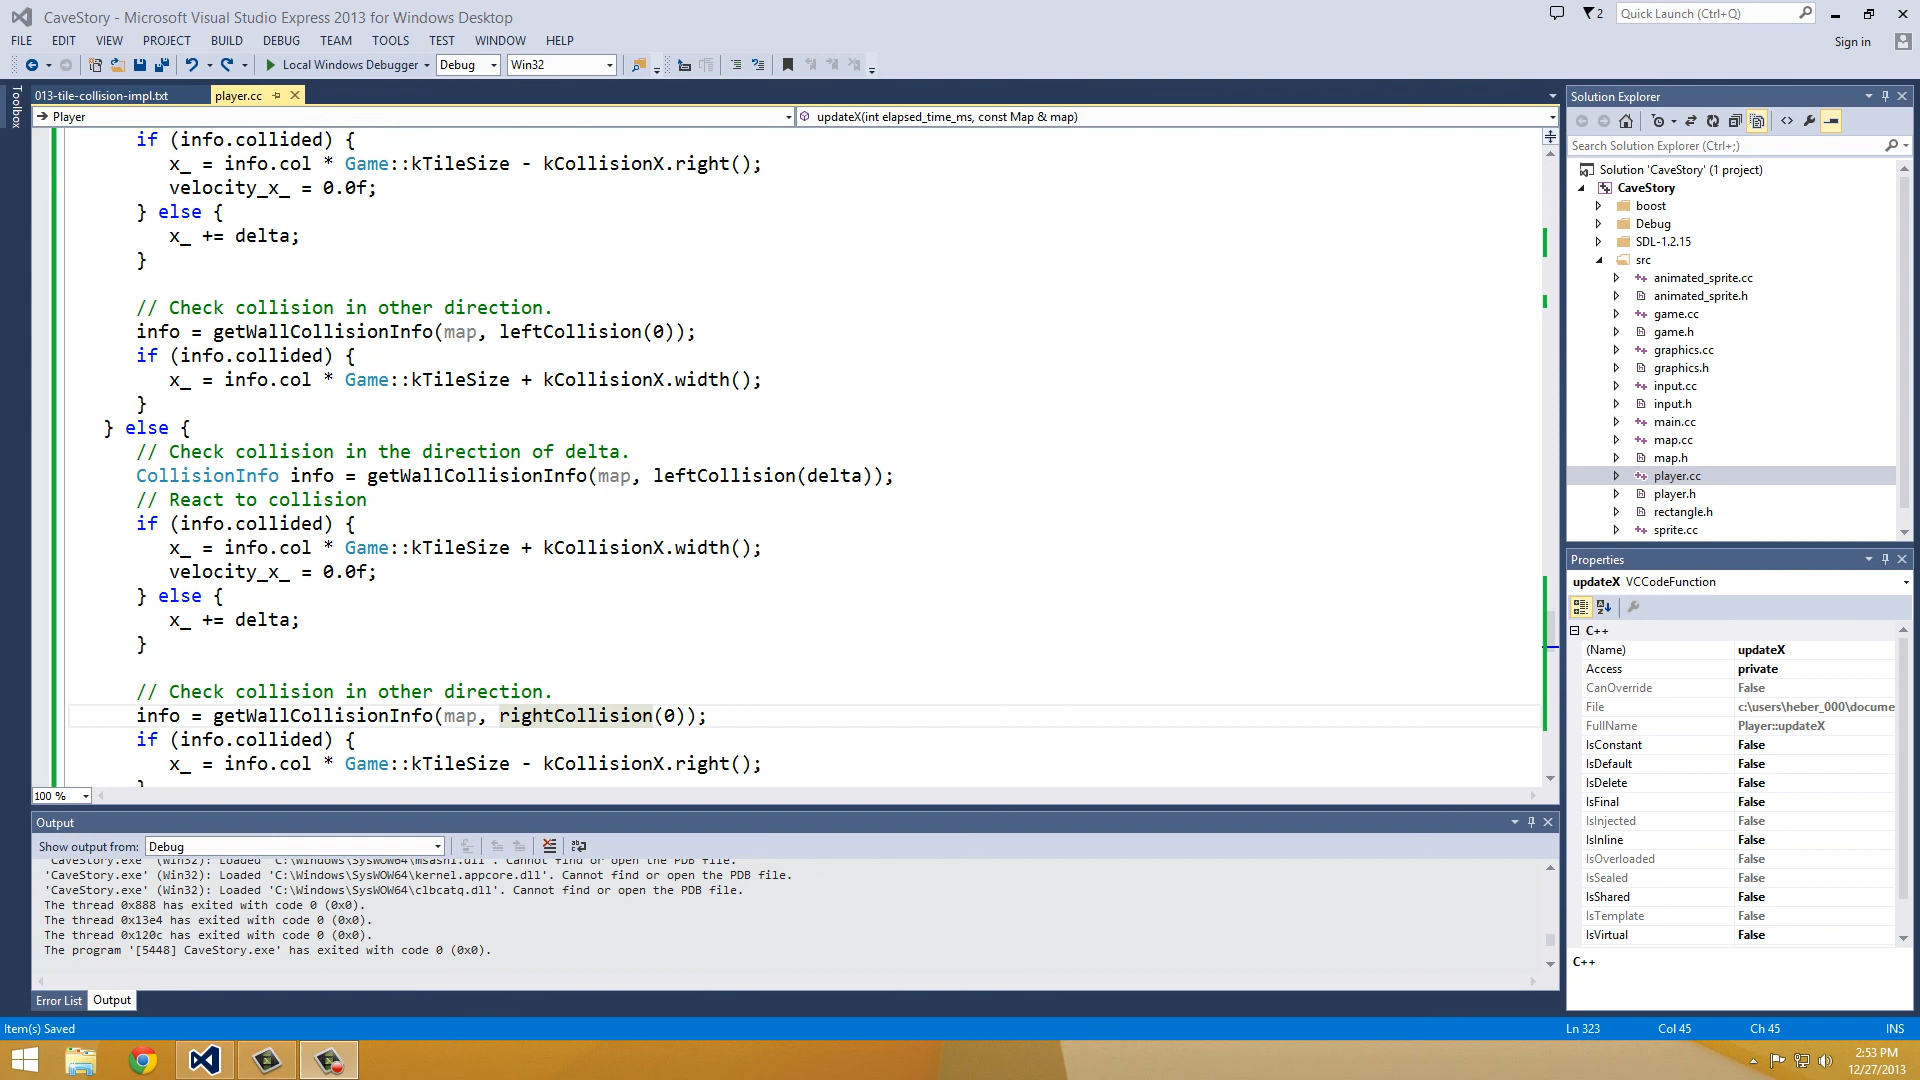 CaveStory - Microsoft Visual Studio Express 2013 for Windows Desktop
2
Quick Launch (Ctrl+Q)
FILE EDIT VIEW PROJECT BUILD DEBUG TEAM TOOLS TEST WINDOW HELP
Sign in
Local Windows Debugger Debug Win32
Toolbox
013-tile-collision-impl.txt player.cc
Player updateX(int elapsed_time_ms, const Map & map)
if (info.collided) {
x_ = info.col * Game::kTileSize - kCollisionX.right();
velocity_x_ = 0.0f;
} else {
x_ += delta;
}
// Check collision in other direction.
info = getWallCollisionInfo(map, leftCollision(0));
if (info.collided) {
x_ = info.col * Game::kTileSize + kCollisionX.width();
}
} else {
// Check collision in the direction of delta.
CollisionInfo info = getWallCollisionInfo(map, leftCollision(delta));
// React to collision
if (info.collided) {
x_ = info.col * Game::kTileSize + kCollisionX.width();
velocity_x_ = 0.0f;
} else {
x_ += delta;
}
// Check collision in other direction.
info = getWallCollisionInfo(map, rightCollision(0));
if (info.collided) {
x_ = info.col * Game::kTileSize - kCollisionX.right();
100 %
Output
Show output from: Debug
'CaveStory.exe' (Win32): Loaded 'C:\Windows\SysWOW64\msasn1.dll'. Cannot find or open the PDB file.
'CaveStory.exe' (Win32): Loaded 'C:\Windows\SysWOW64\kernel.appcore.dll'. Cannot find or open the PDB file.
'CaveStory.exe' (Win32): Loaded 'C:\Windows\SysWOW64\clbcatq.dll'. Cannot find or open the PDB file.
The thread 0x888 has exited with code 0 (0x0).
The thread 0x13e4 has exited with code 0 (0x0).
The thread 0x120c has exited with code 0 (0x0).
The program '[5448] CaveStory.exe' has exited with code 0 (0x0).
Error List Output
Solution Explorer
Search Solution Explorer (Ctrl+;)
Solution 'CaveStory' (1 project)
CaveStory
boost
Debug
SDL-1.2.15
src
animated_sprite.cc
animated_sprite.h
game.cc
game.h
graphics.cc
graphics.h
input.cc
input.h
main.cc
map.cc
map.h
player.cc
player.h
rectangle.h
sprite.cc
Properties
updateX VCCodeFunction
C++
(Name) updateX
Access private
CanOverride False
File c:\users\heber_000\docume
FullName Player::updateX
IsConstant False
IsDefault False
IsDelete False
IsFinal False
IsInjected False
IsInline False
IsOverloaded False
IsSealed False
IsShared False
IsTemplate False
IsVirtual False
C++
Item(s) Saved Ln 323 Col 45 Ch 45 INS
2:53 PM
12/27/2013